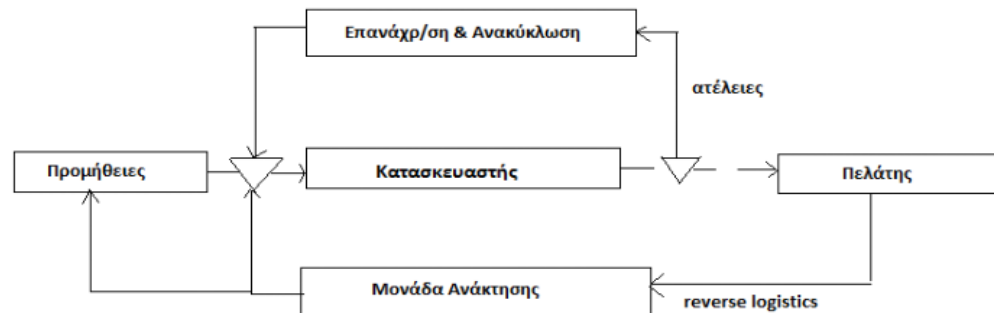 Επανάχρ/ση & Ανακύκλωση
ατέλειες
Προμήθειες
Κατασκευαστής
Πελάτης
Μονάδα Ανάκτησης
reverse logistics